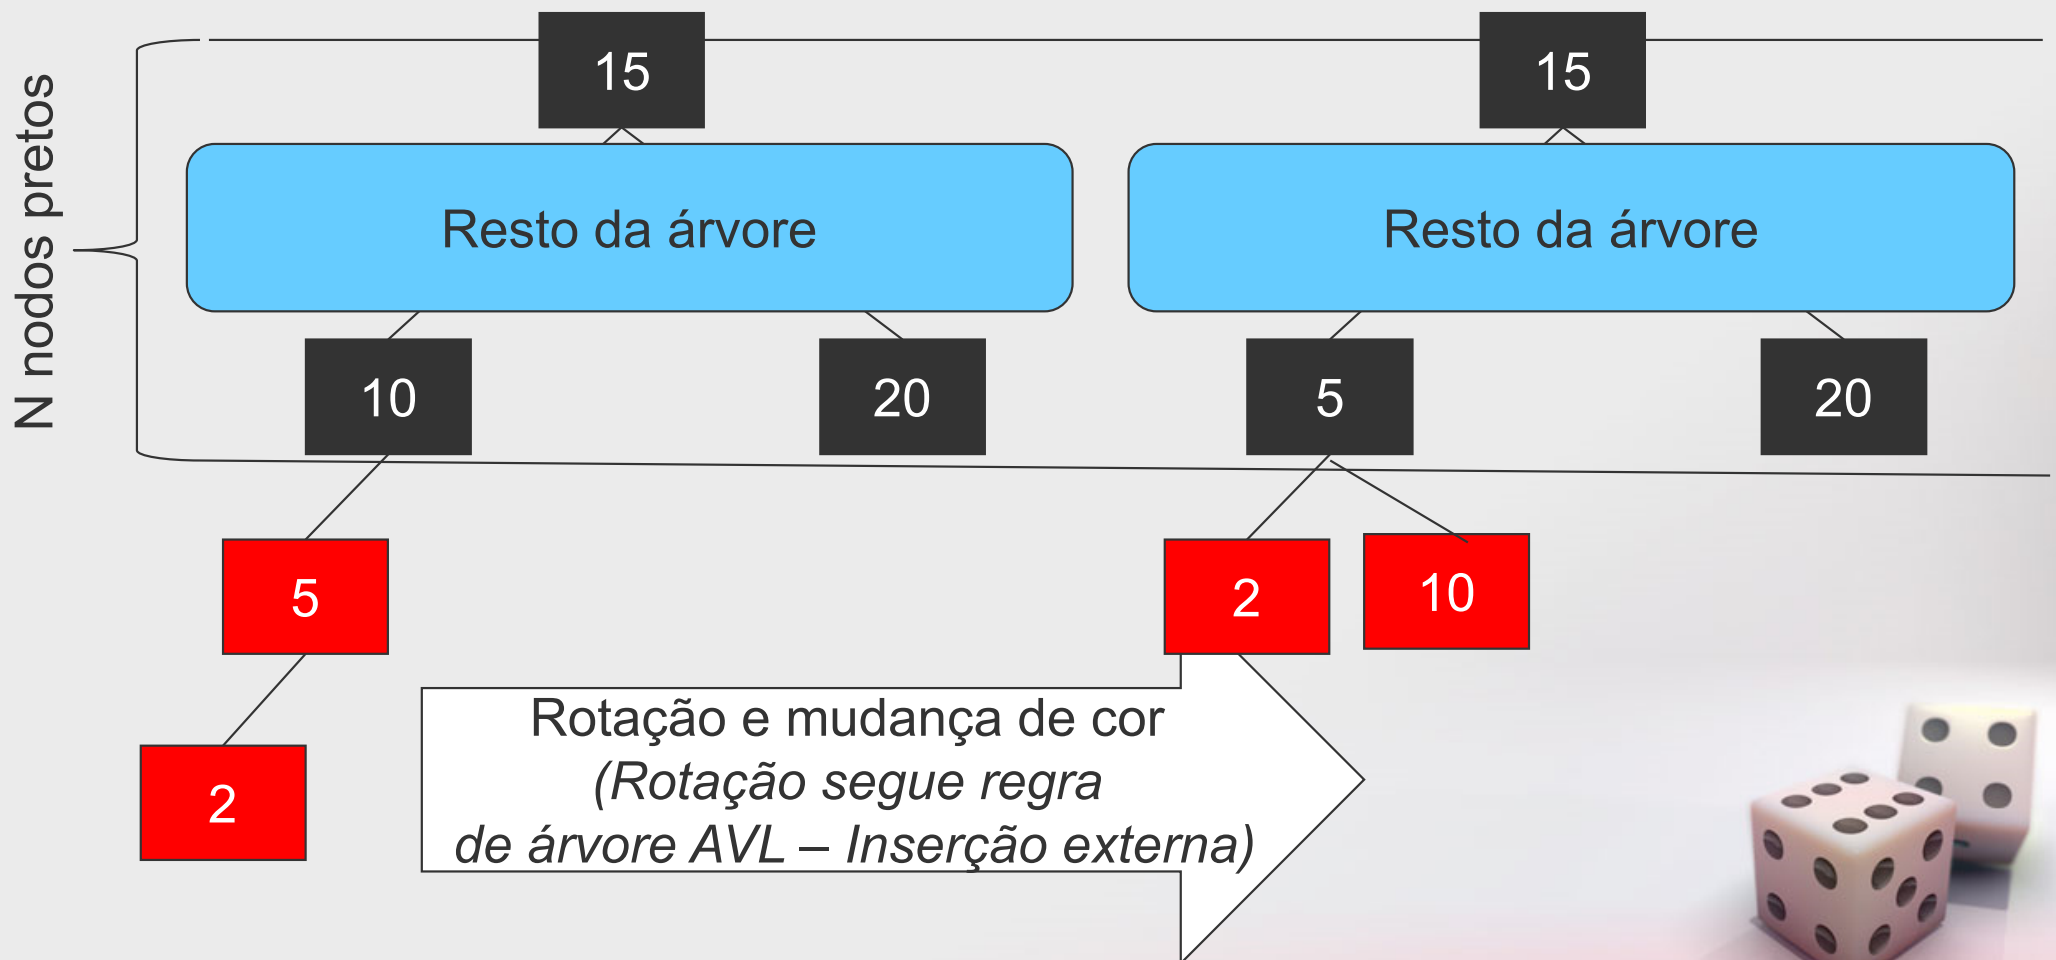 N nodos pretos
15
15
Resto da árvore
Resto da árvore
10
20
5
20
5
2
10
2
Rotação e mudança de cor
(Rotação segue regra
de árvore AVL – Inserção externa)